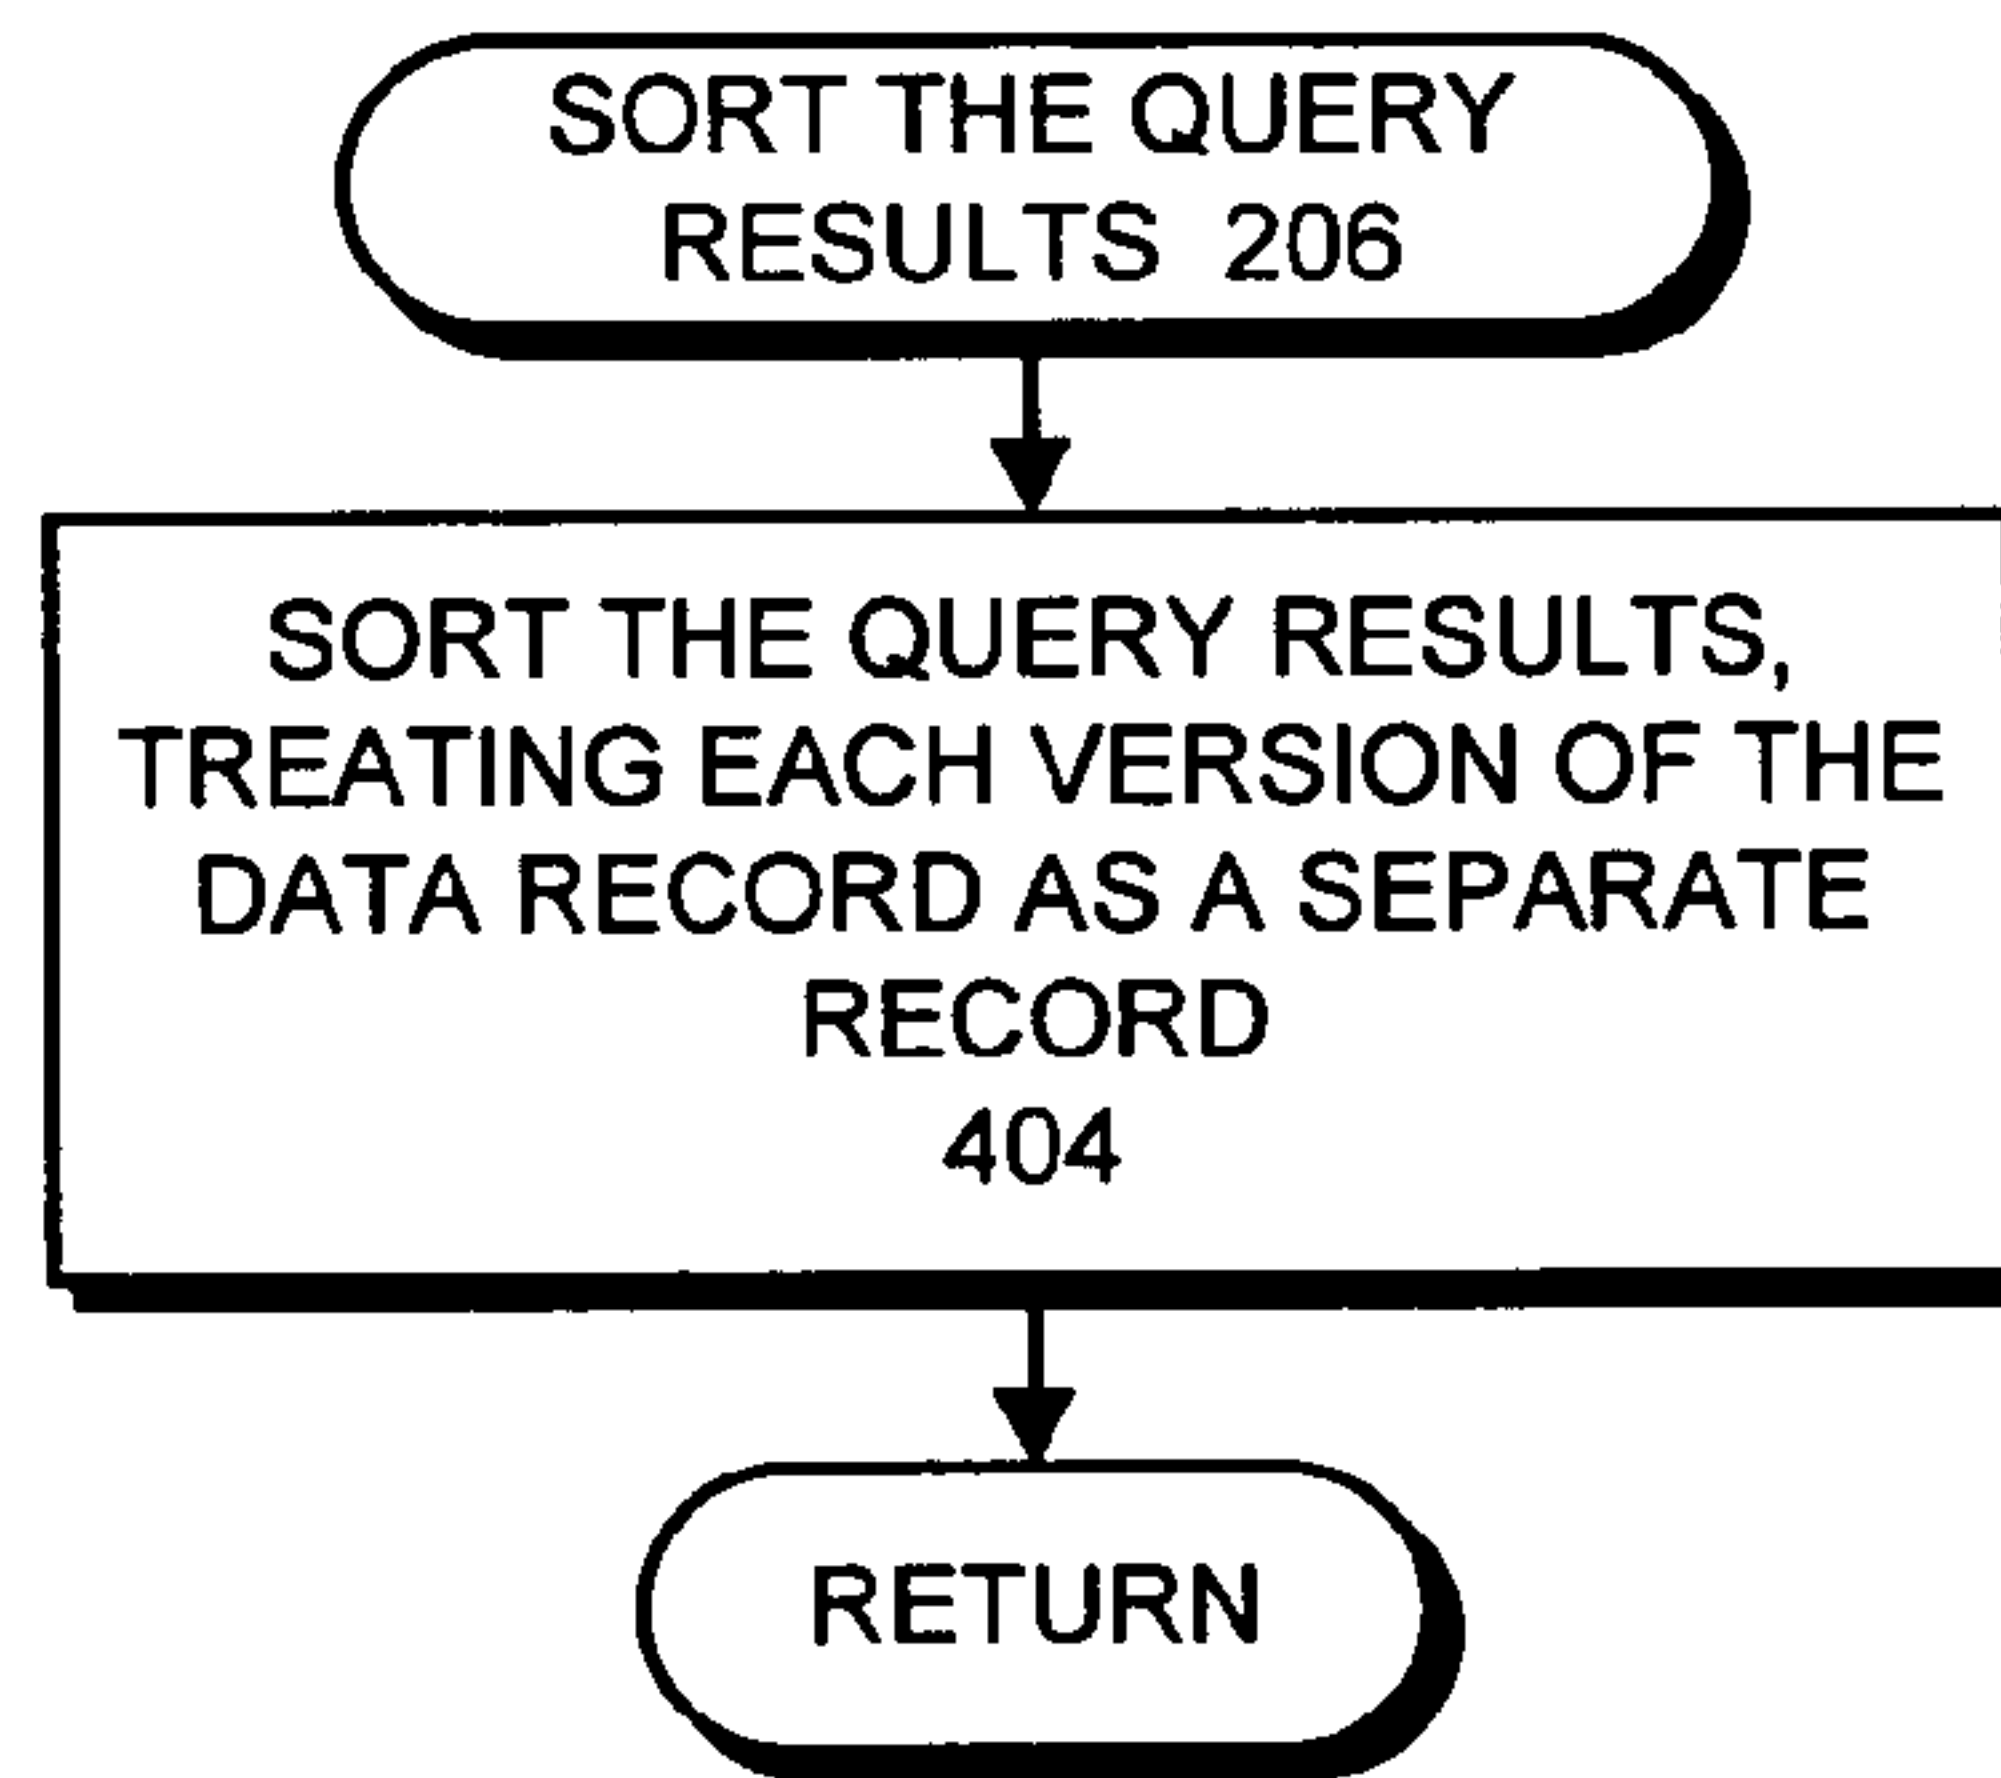 SORT THE QUERY
RESULTS 206
SORT THE QUERY RESULTS,
TREATING EACH VERSION OF THE
DATA RECORD AS A SEPARATE
RECORD
404
RETURN